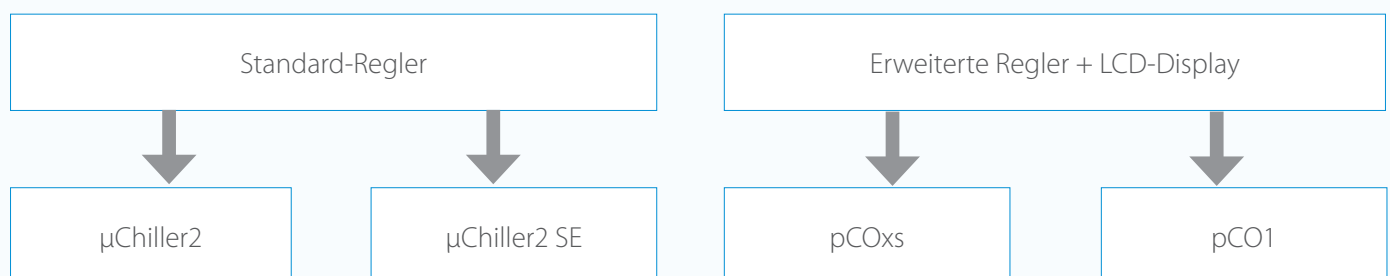 Standard-Regler
Erweiterte Regler + LCD-Display
µChiller2
µChiller2 SE
pCOxs
pCO1